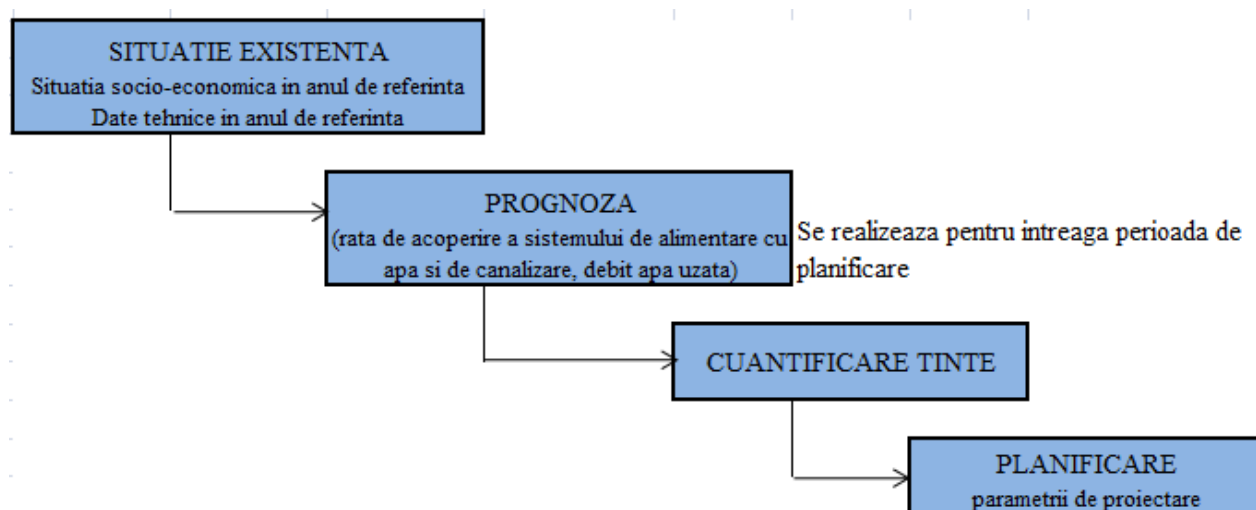 SITUATIE EXISTENTA
Situatia socio-economica in anul de referinta
Date tehnice in anul de referinta
PROGNOZA
(rata de acoperire a sistemului de alimentare cu
apa si de canalizare, debit apa uzata)
Se realizeaza pentru intreaga perioada de
planificare
CUANTIFICARE TINTE
PLANIFICARE
parametrii de proiectare